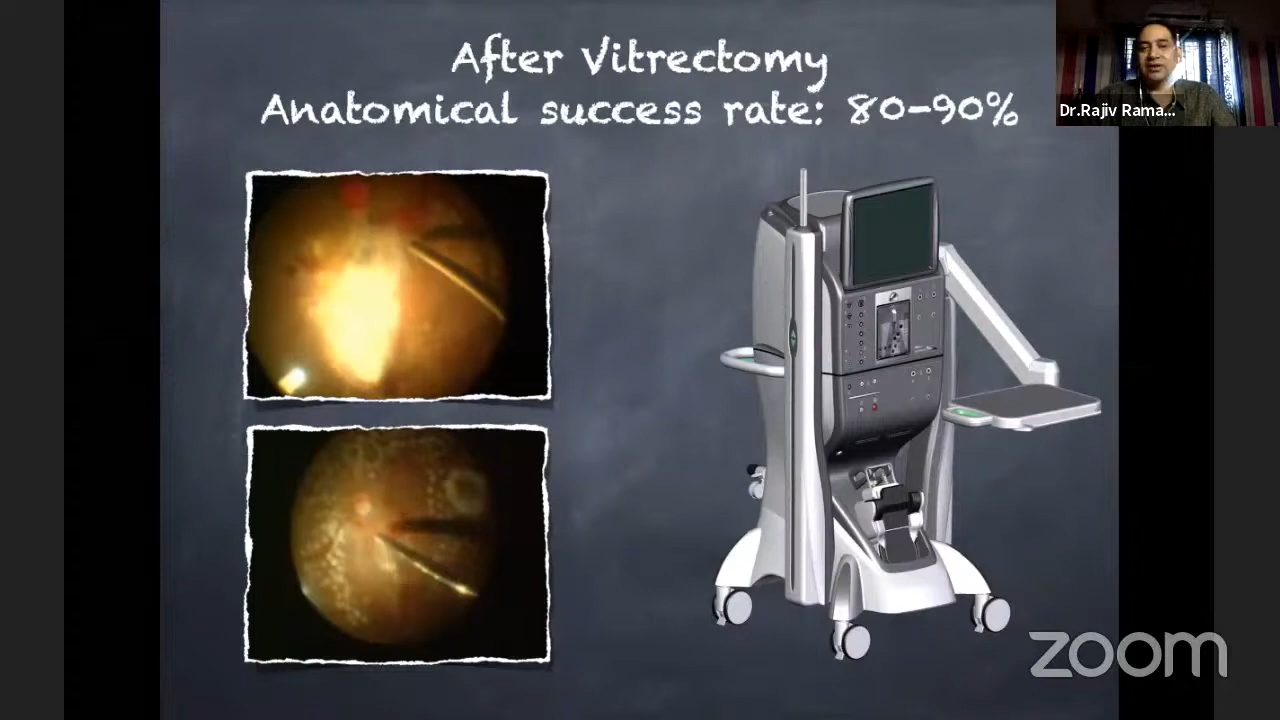 After Vitrectomy
Anatomical success rate: 80-90%
Dr.Rajiv Rama...
zoom